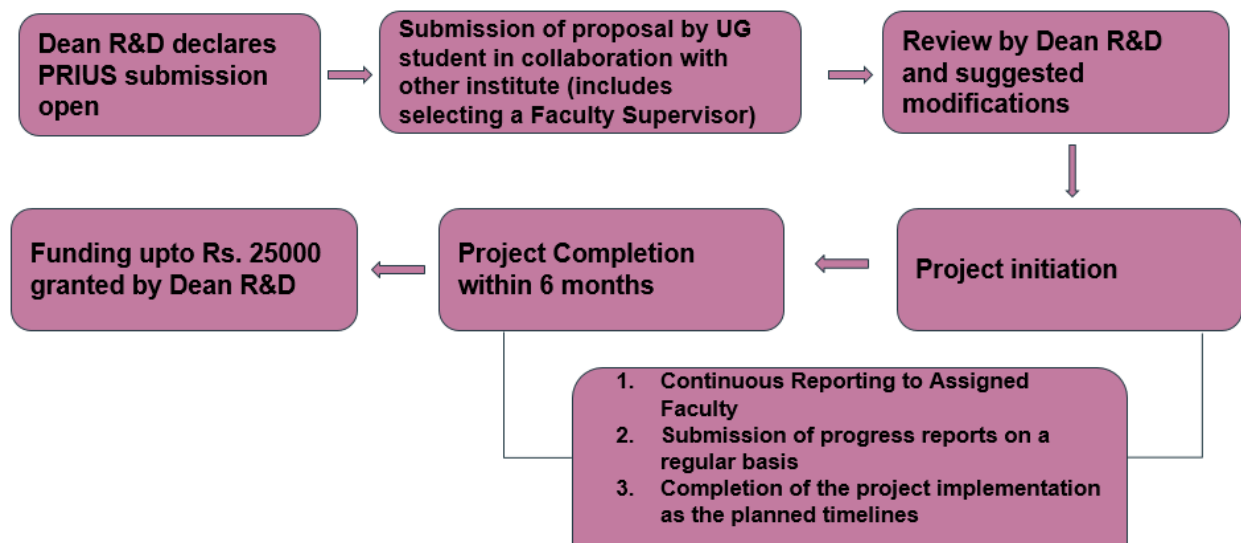 Dean R&D declares
PRIUS submission
open
Submission of proposal by UG
student in collaboration with
other institute (includes
selecting a Faculty Supervisor)
Review by Dean R&D
and suggested
modifications
Project initiation
Project Completion
within 6 months
Funding upto Rs. 25000
granted by Dean R&D
1. Continuous Reporting to Assigned
Faculty
2. Submission of progress reports on a
regular basis
3. Completion of the project implementation
as the planned timelines